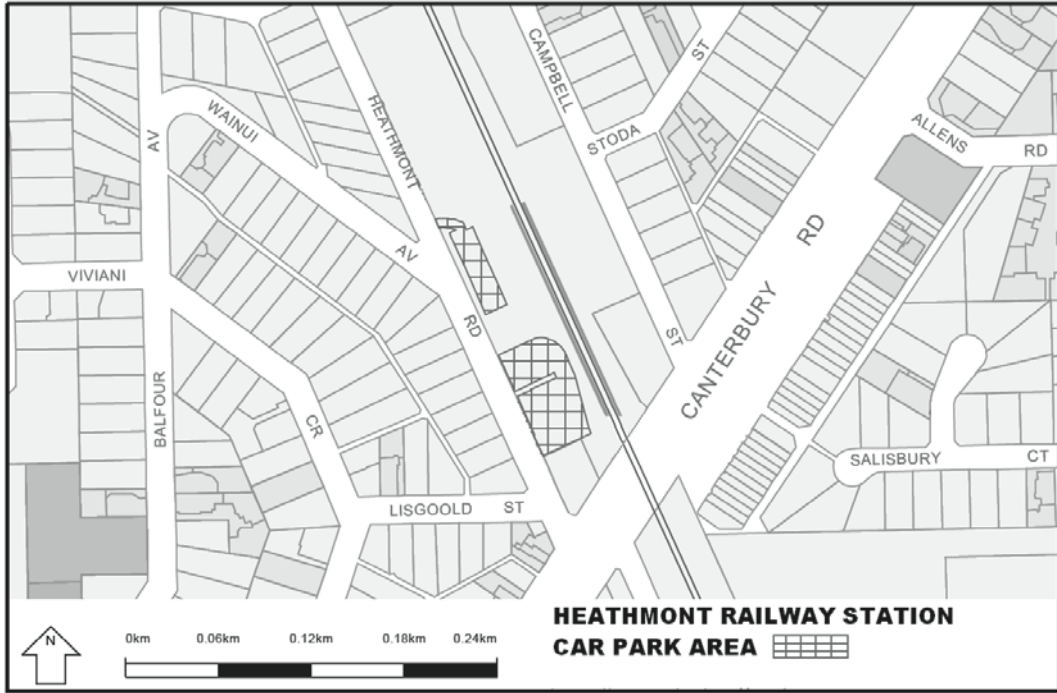 CAMPBELL
ST
HEATHMONT
WAINUI
AV
STODA
ALLENS
RD
RD
AV
VIVIANI
RD
ST
CANTERBURY
BALFOUR
CR
SALISBURY
CT
LISGOOLD ST
N
0km 0.06km 0.12km 0.18km 0.24km
HEATHMONT RAILWAY STATION
CAR PARK AREA